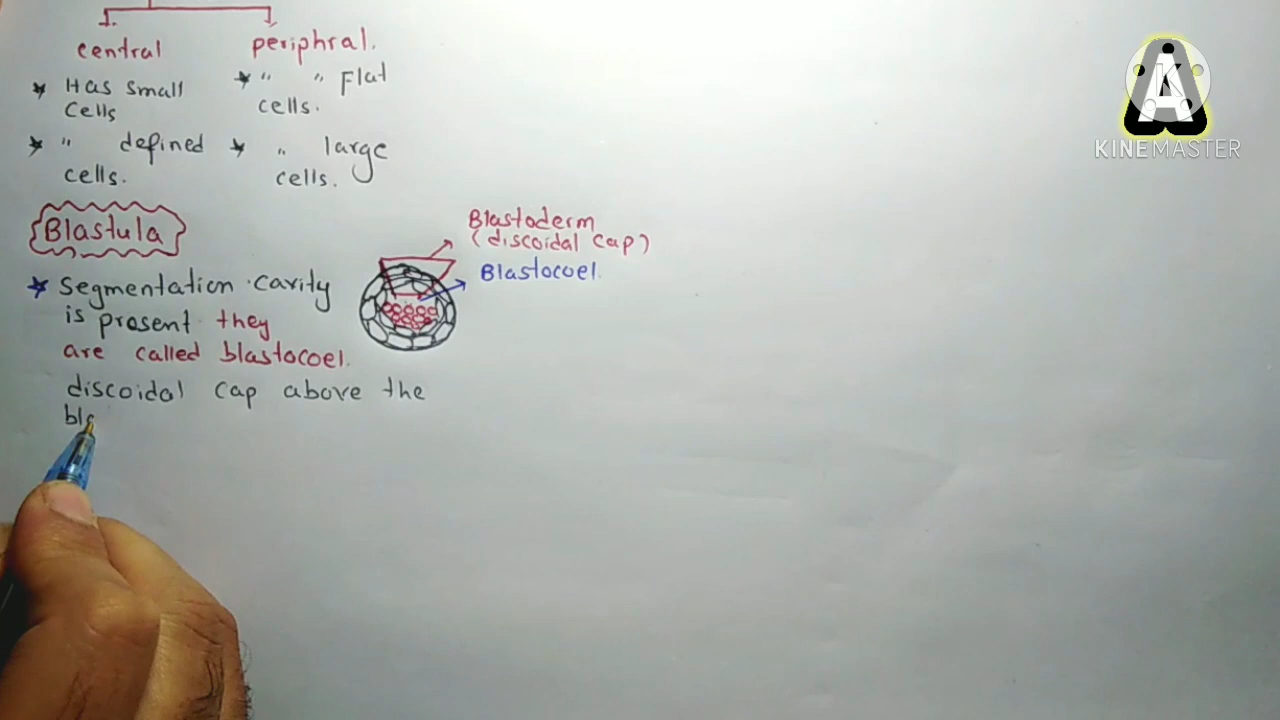 central
periphral.
* Has small
cells
* " " Flat
cells.
* " defined
cells.
* " large
cells.
Blastula
* Segmentation cavity
is present they
are called blastocoel.
discoidal cap above the
Blastoderm
(discoidal cap)
Blastocoel
A
K
KINEMASTER